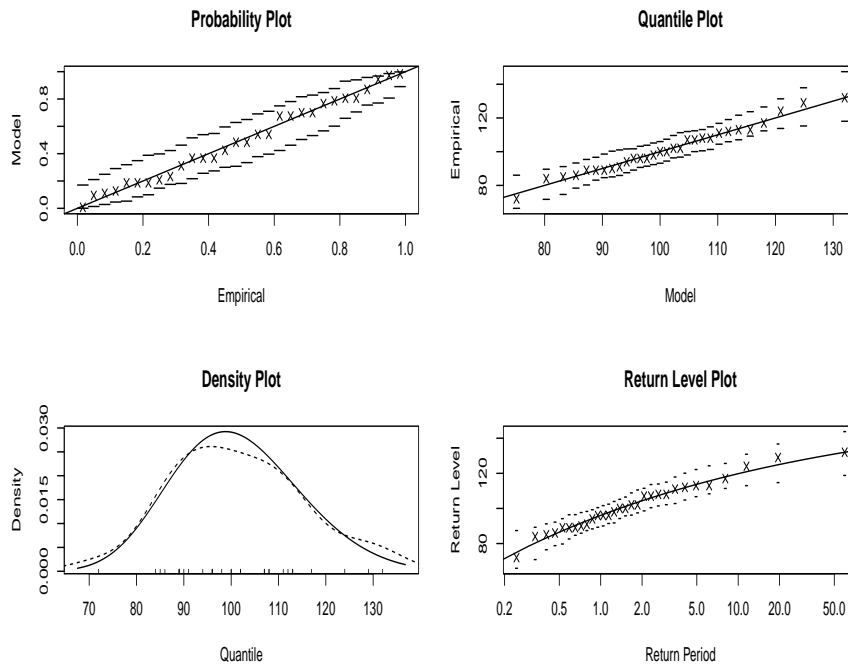 Probability Plot
Model
0.0 0.4 0.8
0.0 0.2 0.4 0.6 0.8 1.0
Empirical
Quantile Plot
Empirical
80 120
80 90 100 110 120 130
Model
Density Plot
Density
0.000 0.015 0.030
70 80 90 100 110 120 130
Quantile
Return Level Plot
Return Level
80 120
0.2 0.5 1.0 2.0 5.0 10.0 20.0 50.0
Return Period